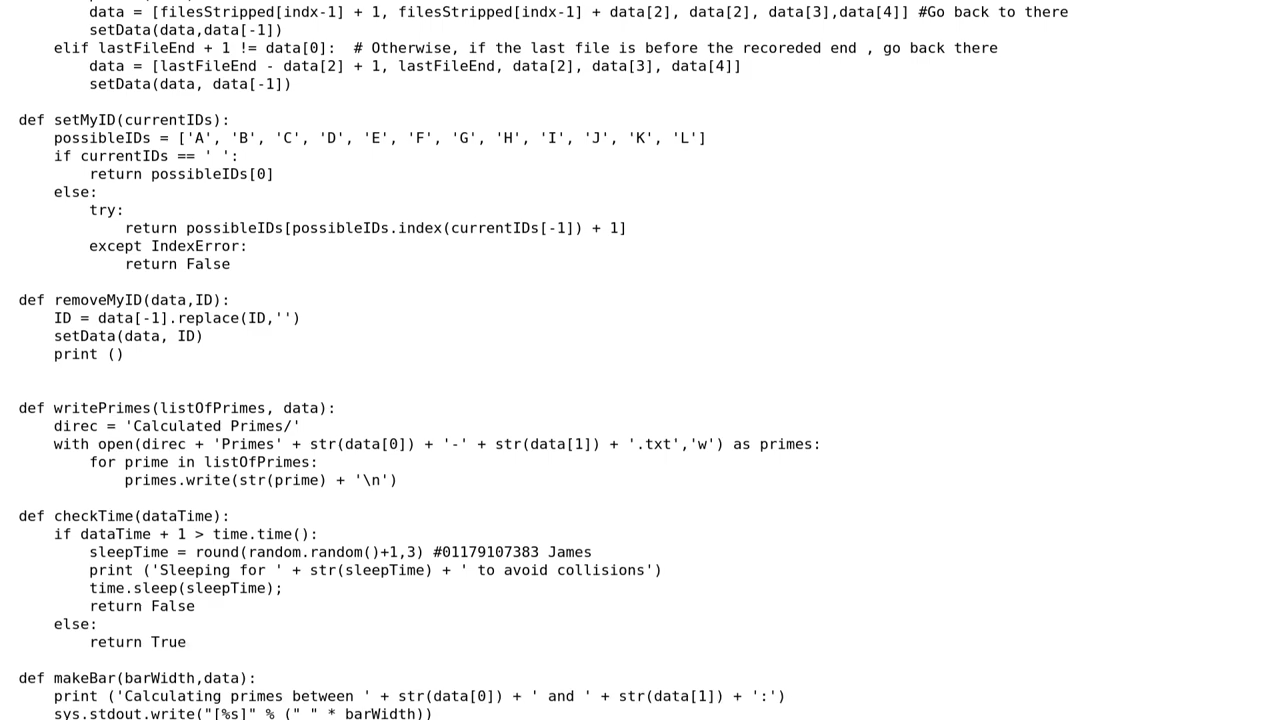 data = [filesStripped[indx-1] + 1, filesStripped[indx-1] + data[2], data[2], data[3],data[4]] #Go back to there
setData(data,data[-1])
elif lastFileEnd + 1 != data[0]:  # Otherwise, if the last file is before the recoreded end , go back there
data = [lastFileEnd - data[2] + 1, lastFileEnd, data[2], data[3], data[4]]
setData(data, data[-1])
def setMyID(currentIDs):
possibleIDs = ['A', 'B', 'C', 'D', 'E', 'F', 'G', 'H', 'I', 'J', 'K', 'L']
if currentIDs == ' ':
return possibleIDs[0]
else:
try:
return possibleIDs[possibleIDs.index(currentIDs[-1]) + 1]
except IndexError:
return False
def removeMyID(data,ID):
ID = data[-1].replace(ID,'')
setData(data, ID)
print ()
def writePrimes(listOfPrimes, data):
direc = 'Calculated Primes/'
with open(direc + 'Primes' + str(data[0]) + '-' + str(data[1]) + '.txt','w') as primes:
for prime in listOfPrimes:
primes.write(str(prime) + '\n')
def checkTime(dataTime):
if dataTime + 1 > time.time():
sleepTime = round(random.random()+1,3) #01179107383 James
print ('Sleeping for ' + str(sleepTime) + ' to avoid collisions')
time.sleep(sleepTime);
return False
else:
return True
def makeBar(barWidth,data):
print ('Calculating primes between ' + str(data[0]) + ' and ' + str(data[1]) + ':')
sys.stdout.write("[%s]" % (" " * barWidth))